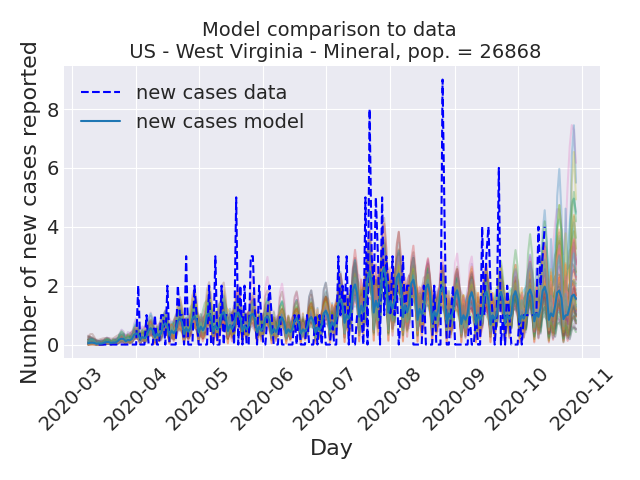 Model comparison to data
US - West Virginia - Mineral, pop. = 26868
new cases data
new cases model
Number of new cases reported
8
6
4
2
0
2020-03
2020-04
2020-05
2020-06
2020-07
2020-08
2020-09
2020-10
2020-11
Day